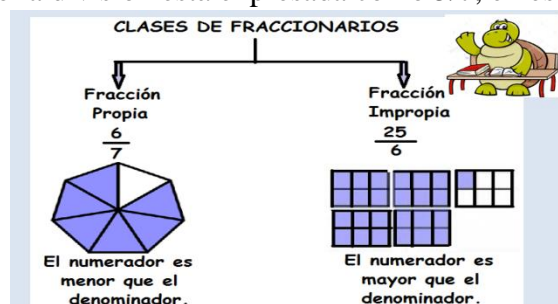 CLASES DE FRACCIONARIOS
Fracción
Propia
6
7
El numerador es
menor que el
denominador.
Fracción
Impropia
25
6
El numerador es
mayor que el
denominador.